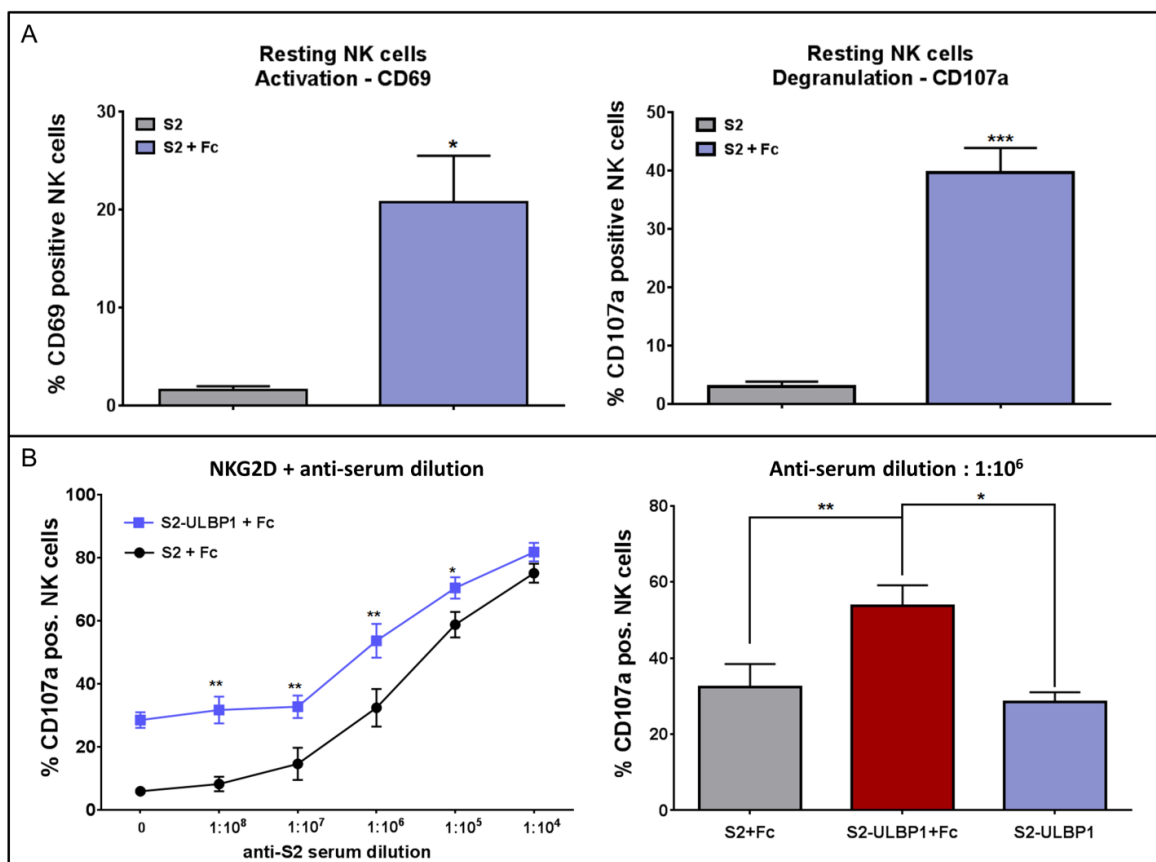 A
Resting NK cells
Activation - CD69
% CD69 positive NK cells
30
20
10
0
S2
S2 + Fc
*
Resting NK cells
Degranulation - CD107a
% CD107a positive NK cells
50
40
30
20
10
0
S2
S2 + Fc
***
B
NKG2D + anti-serum dilution
% CD107a pos. NK cells
100
80
60
40
20
0
S2-ULBP1 + Fc
S2 + Fc
** ** ** *
0 1:10⁸ 1:10⁷ 1:10⁶ 1:10⁵ 1:10⁴
anti-S2 serum dilution
Anti-serum dilution : 1:10⁶
% CD107a pos. NK cells
80
60
40
20
0
** *
S2+Fc S2-ULBP1+Fc S2-ULBP1